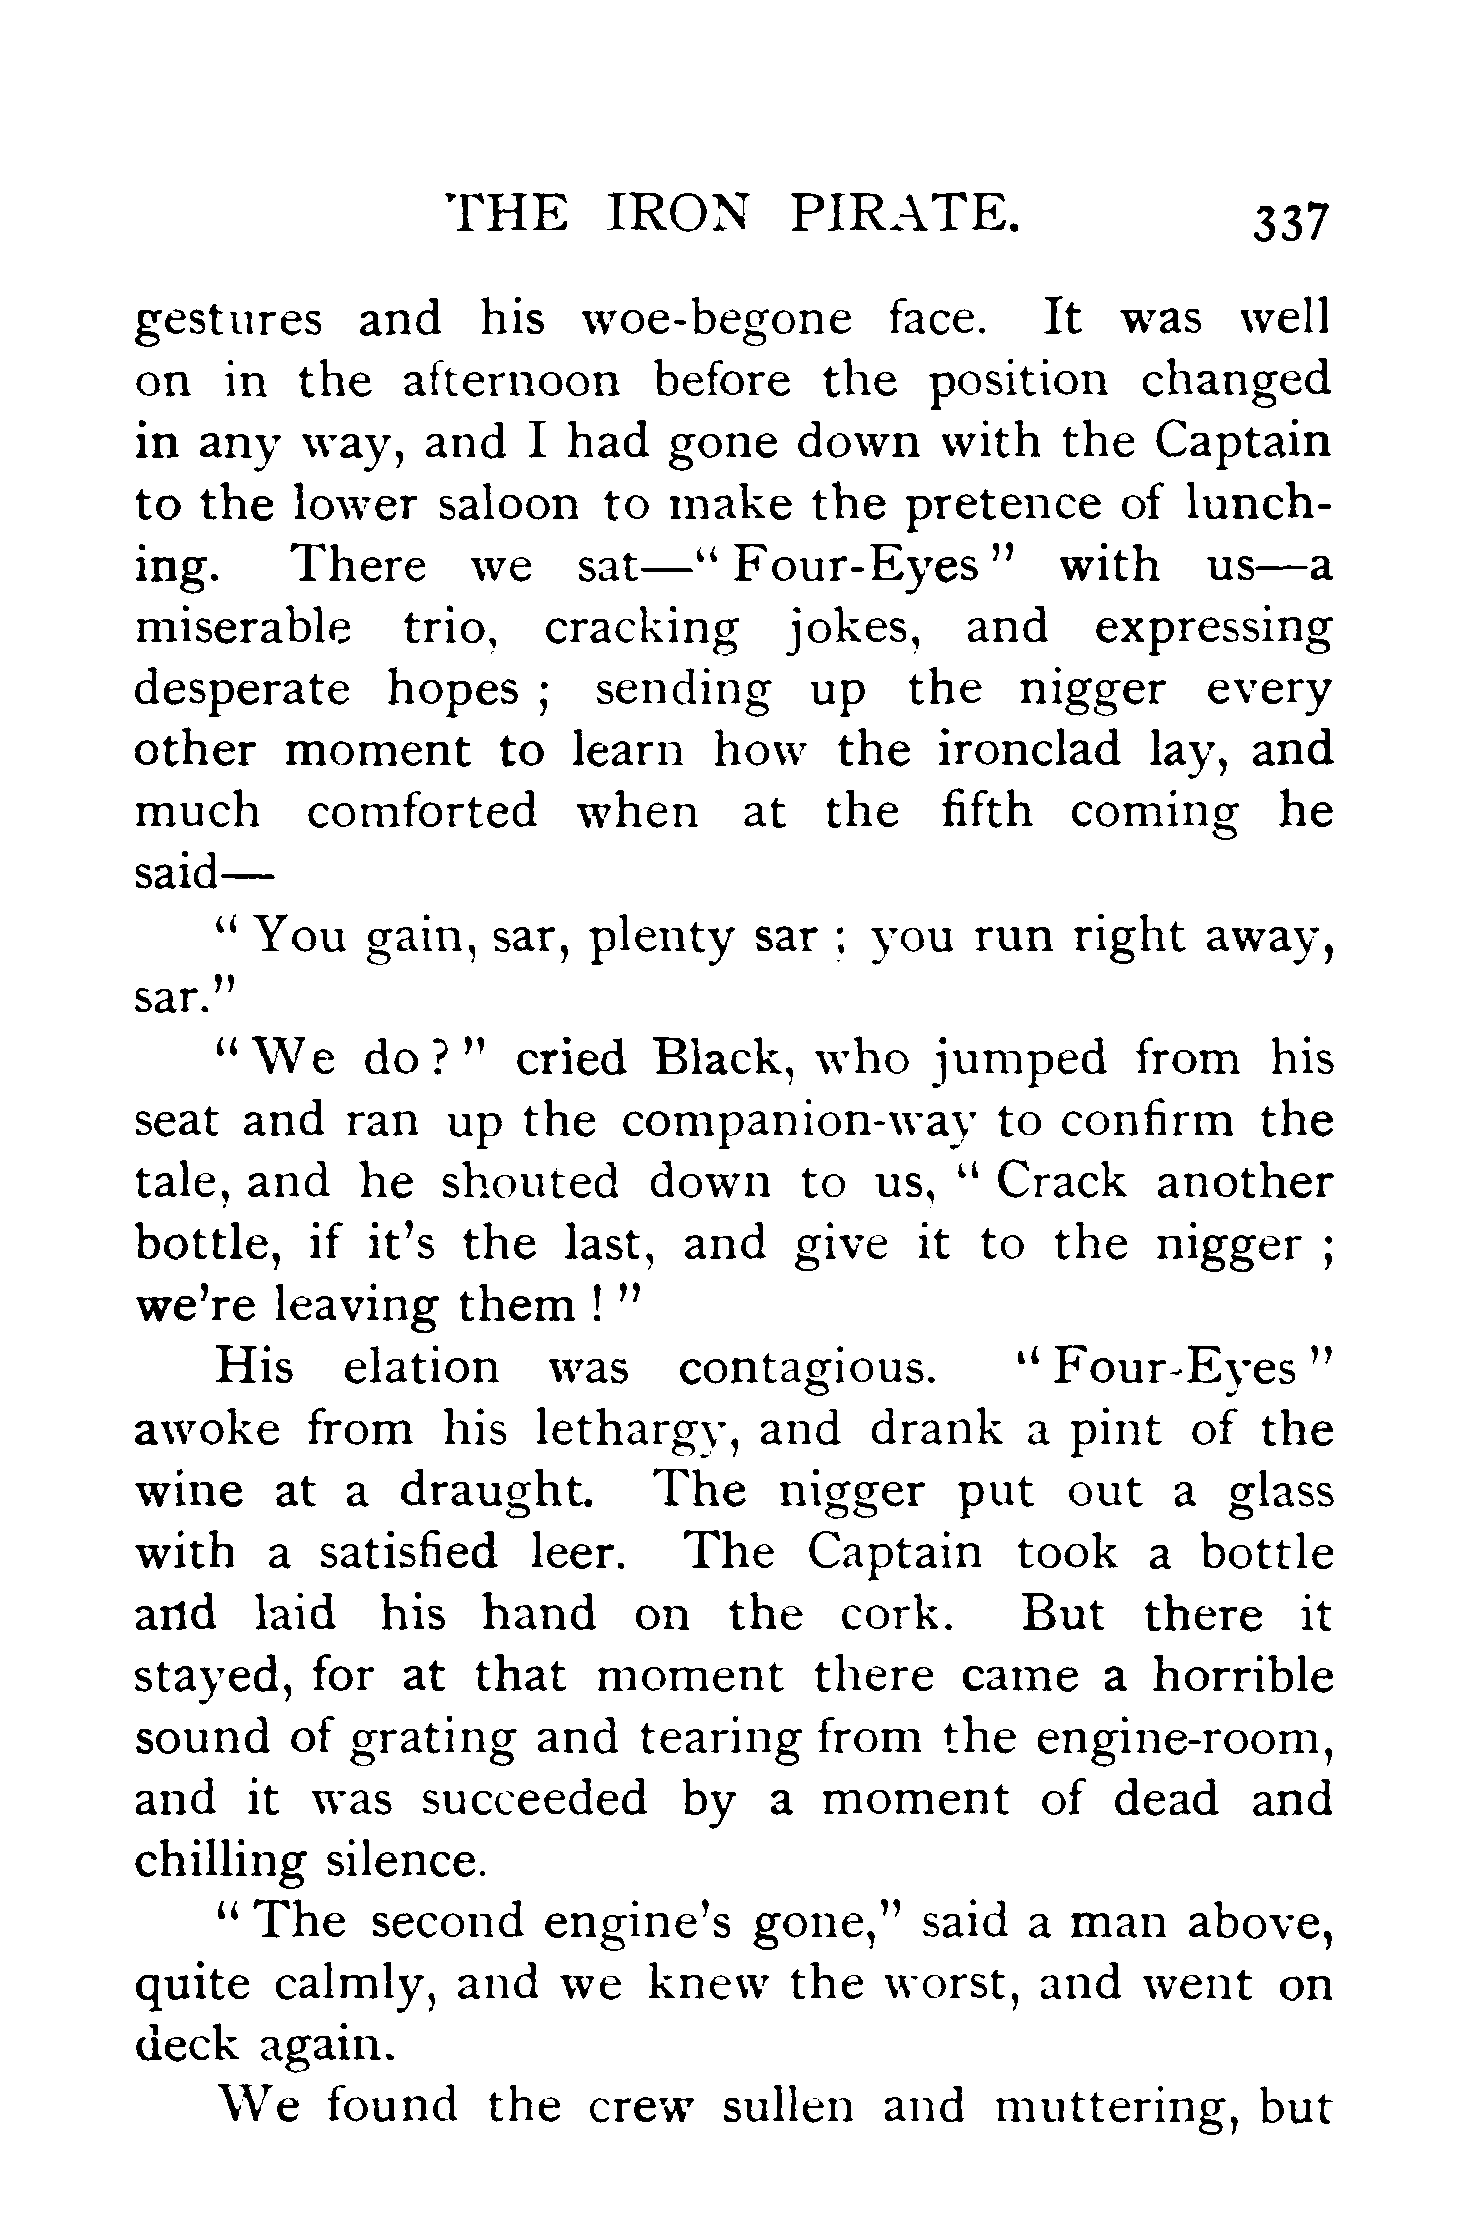 THE IRON PIRATE. 337
gestures and his woe-begone face. It was well
on in the afternoon before the position changed
in any way, and I had gone down with the Captain
to the lower saloon to make the pretence of lunch-
ing. There we sat—" Four-Eyes " with us—a
miserable trio, cracking jokes, and expressing
desperate hopes ; sending up the nigger every
other moment to learn how the ironclad lay, and
much comforted when at the fifth coming he
said—
" You gain, sar, plenty sar ; you run right away,
sar."
" We do ? " cried Black, who jumped from his
seat and ran up the companion-way to confirm the
tale, and he shouted down to us, " Crack another
bottle, if it's the last, and give it to the nigger ;
we're leaving them ! "
His elation was contagious. " Four-Eyes "
awoke from his lethargy, and drank a pint of the
wine at a draught. The nigger put out a glass
with a satisfied leer. The Captain took a bottle
and laid his hand on the cork. But there it
stayed, for at that moment there came a horrible
sound of grating and tearing from the engine-room,
and it was succeeded by a moment of dead and
chilling silence.
" The second engine's gone," said a man above,
quite calmly, and we knew the worst, and went on
deck again.
We found the crew sullen and muttering, but